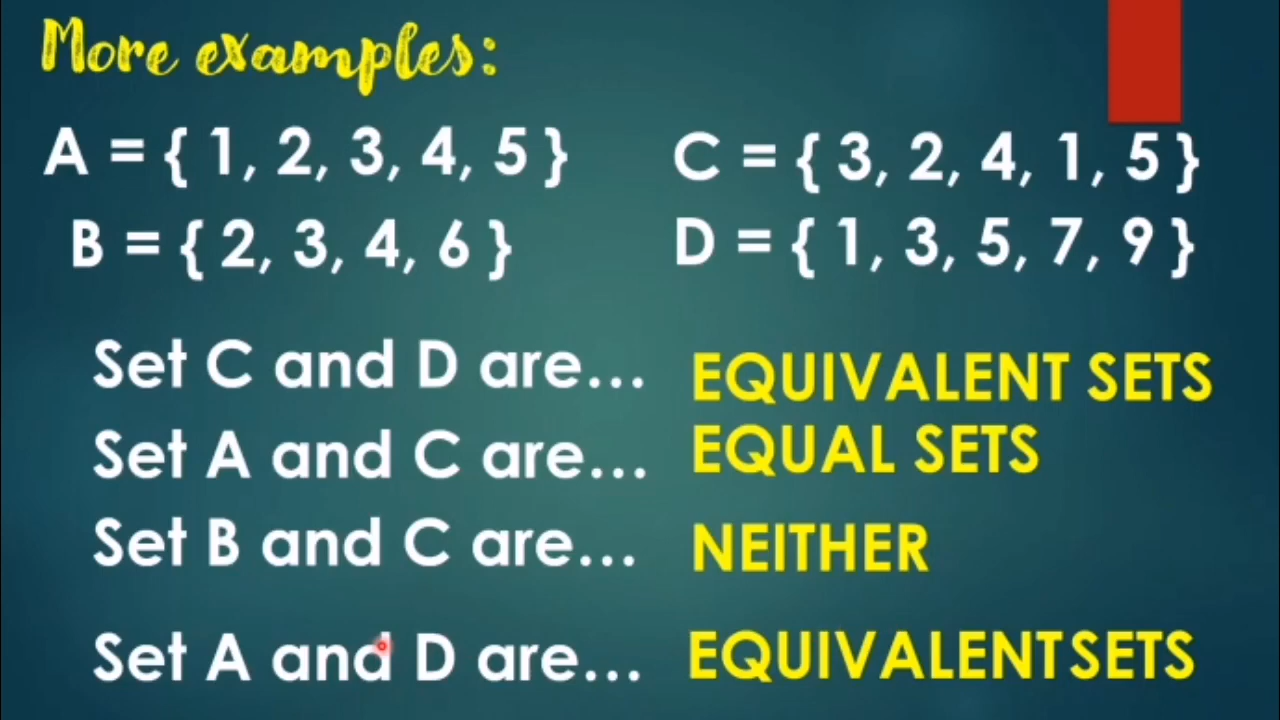 More examples:
A = { 1, 2, 3, 4, 5 }
B = { 2, 3, 4, 6 }
C = { 3, 2, 4, 1, 5 }
D = { 1, 3, 5, 7, 9 }
Set C and D are... EQUIVALENT SETS
Set A and C are... EQUAL SETS
Set B and C are... NEITHER
Set A and D are... EQUIVALENT SETS